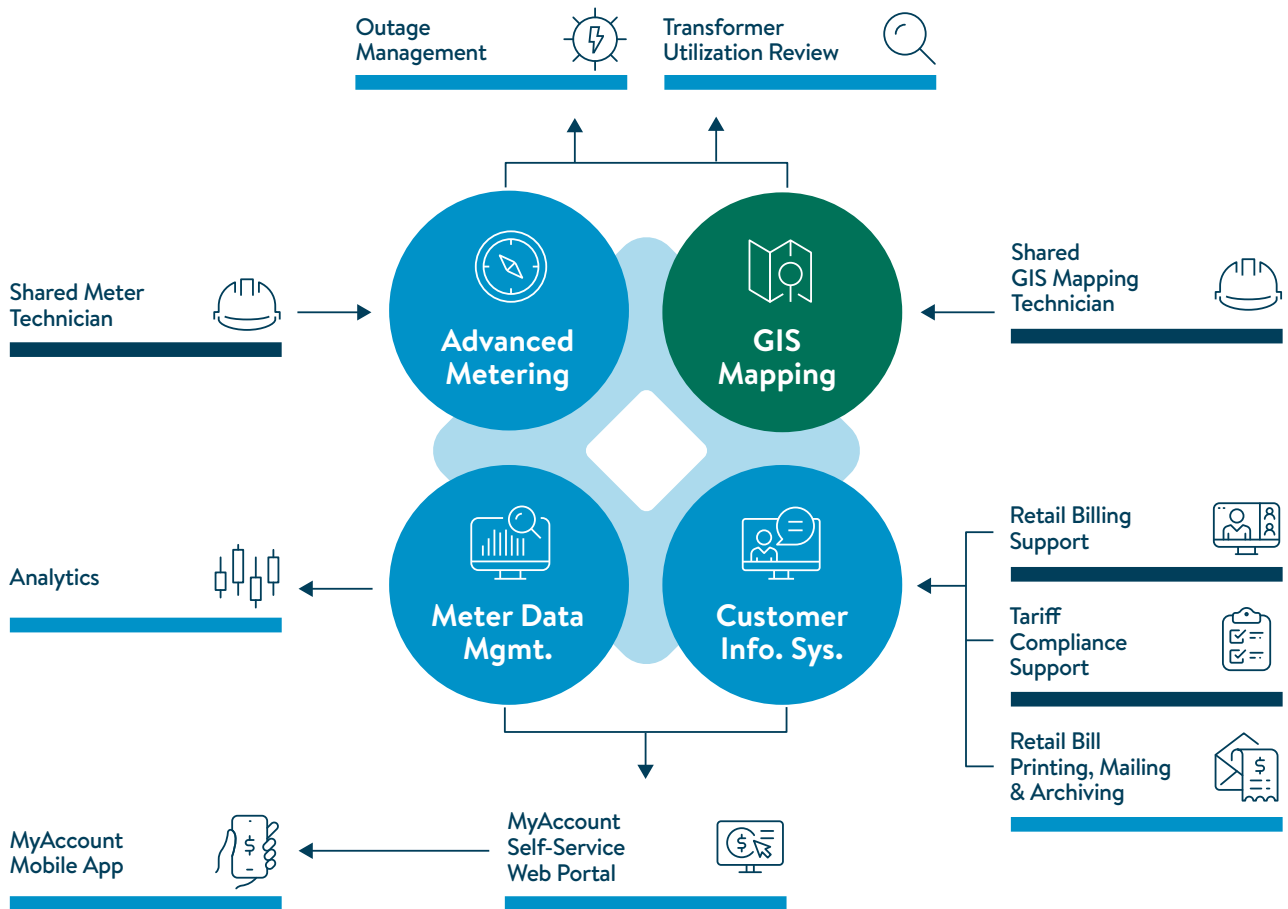 Outage
Management
Transformer
Utilization Review
Shared Meter
Technician
Advanced
Metering
GIS
Mapping
Shared
GIS Mapping
Technician
Analytics
Meter Data
Mgmt.
Customer
Info. Sys.
Retail Billing
Support
Tariff
Compliance
Support
Retail Bill
Printing, Mailing
& Archiving
MyAccount
Mobile App
$
MyAccount
Self-Service
Web Portal
$
$